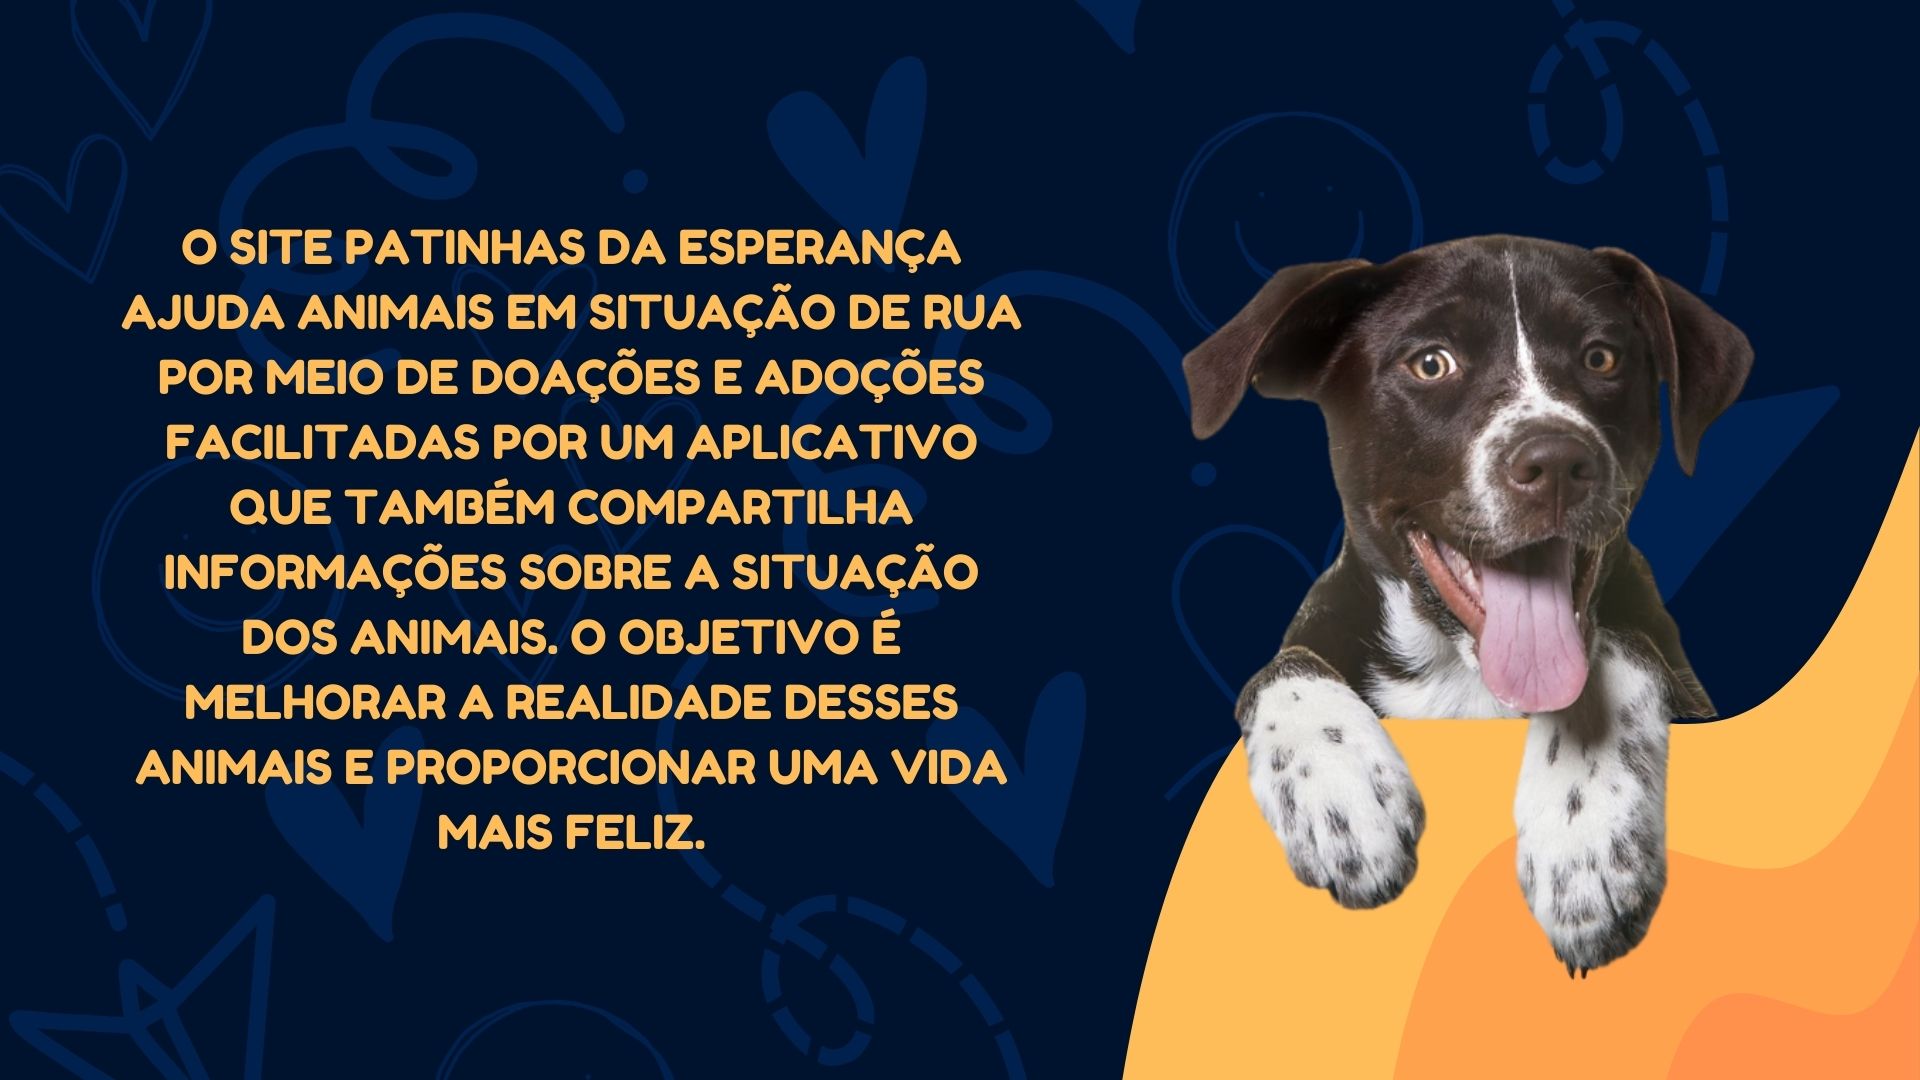 O SITE PATINHAS DA ESPERANÇA
AJUDA ANIMAIS EM SITUAÇÃO DE RUA
POR MEIO DE DOAÇÕES E ADOÇÕES
FACILITADAS POR UM APLICATIVO
QUE TAMBÉM COMPARTILHA
INFORMAÇÕES SOBRE A SITUAÇÃO
DOS ANIMAIS. O OBJETIVO É
MELHORAR A REALIDADE DESSES
ANIMAIS E PROPORCIONAR UMA VIDA
MAIS FELIZ.